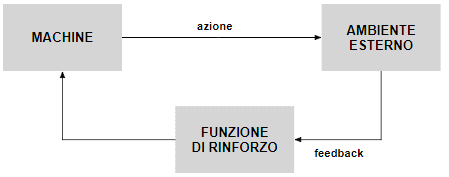 MACHINE
azione
AMBIENTE
ESTERNO
FUNZIONE
DI RINFORZO
feedback